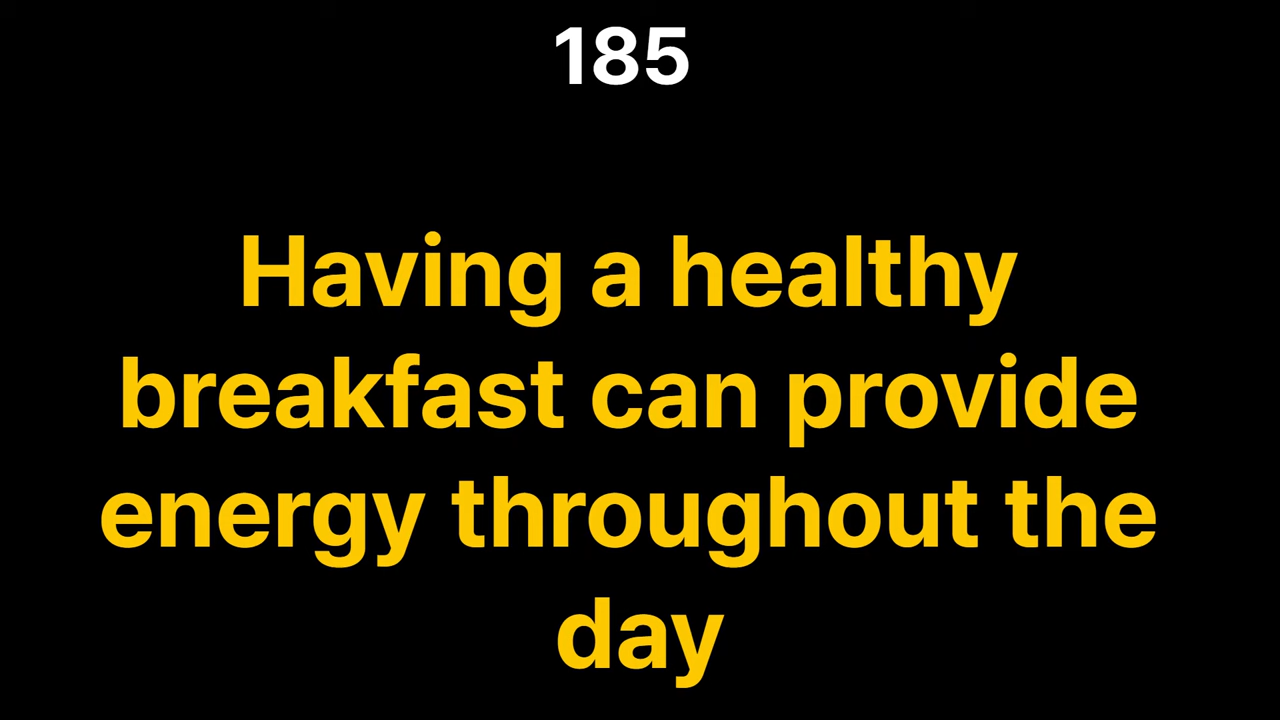 185
Having a healthy
breakfast can provide
energy throughout the
day